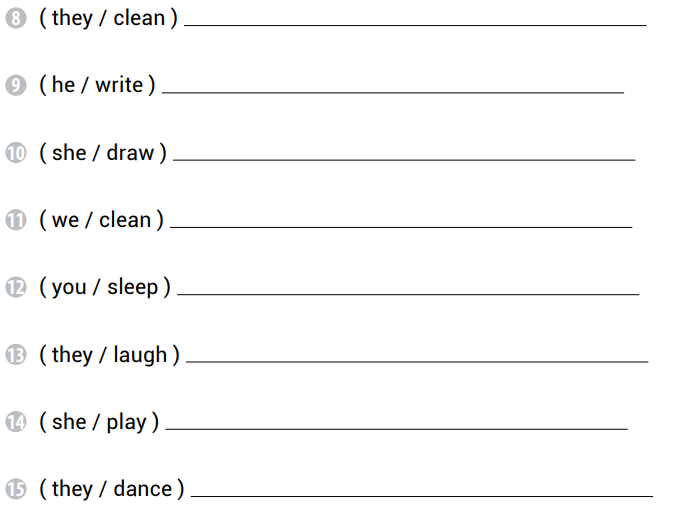 8 ( they / clean )
9 ( he / write )
10 ( she / draw )
11 ( we / clean )
12 ( you / sleep )
13 ( they / laugh )
14 ( she / play )
15 ( they / dance )